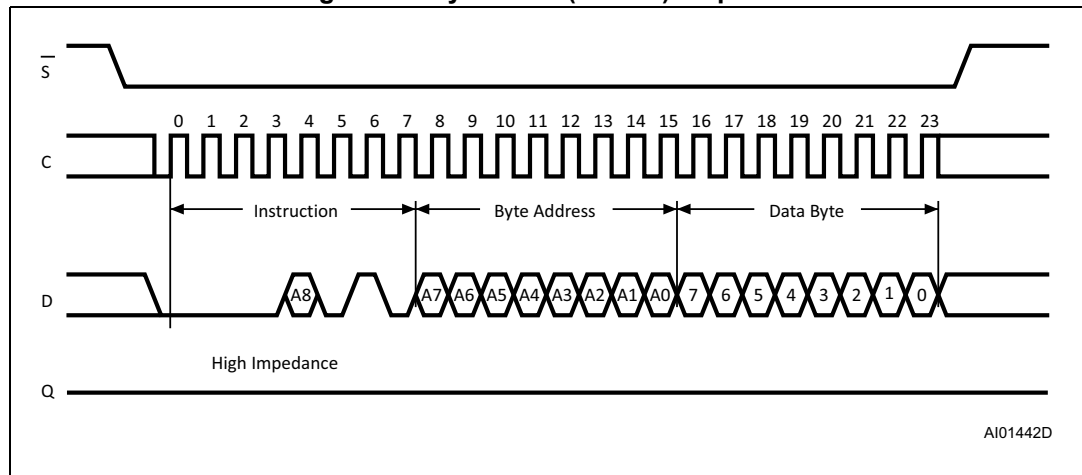 S
0 1 2 3 4 5 6 7 8 9 10 11 12 13 14 15 16 17 18 19 20 21 22 23
C
Instruction Byte Address Data Byte
D A8 A7 A6 A5 A4 A3 A2 A1 A0 7 6 5 4 3 2 1 0
High Impedance
Q
AI01442D